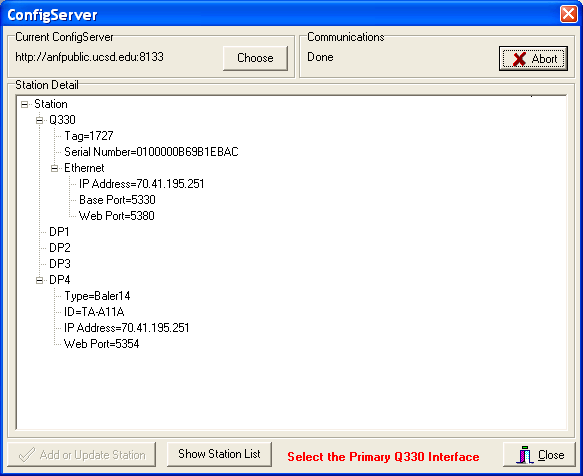 ConfigServer
Current ConfigServer
http://anfpublic.ucsd.edu:8133
Choose
Communications
Done
Abort
Station Detail
Station
Q330
Tag=1727
Serial Number=0100000B69B1EBAC
Ethernet
IP Address=70.41.195.251
Base Port=5330
Web Port=5380
DP1
DP2
DP3
DP4
Type=Baler14
ID=TA-A11A
IP Address=70.41.195.251
Web Port=5354
Add or Update Station
Show Station List
Select the Primary Q330 Interface
Close